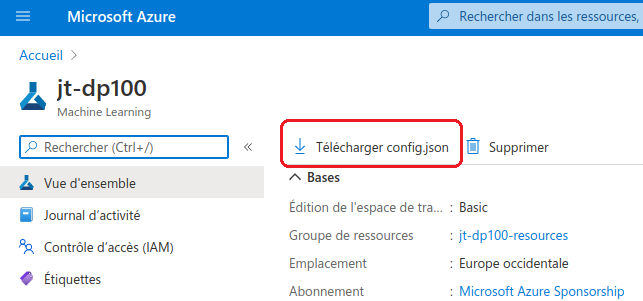 Microsoft Azure
Rechercher dans les ressources,
Accueil
jt-dp100
Machine Learning
Rechercher (Ctrl+/)
Télécharger config.json
Supprimer
Vue d'ensemble
Bases
Journal d'activité
Édition de l'espace de tra... : Basic
Contrôle d'accès (IAM)
Groupe de ressources : jt-dp100-resources
Emplacement : Europe occidentale
Étiquettes
Abonnement : Microsoft Azure Sponsorship